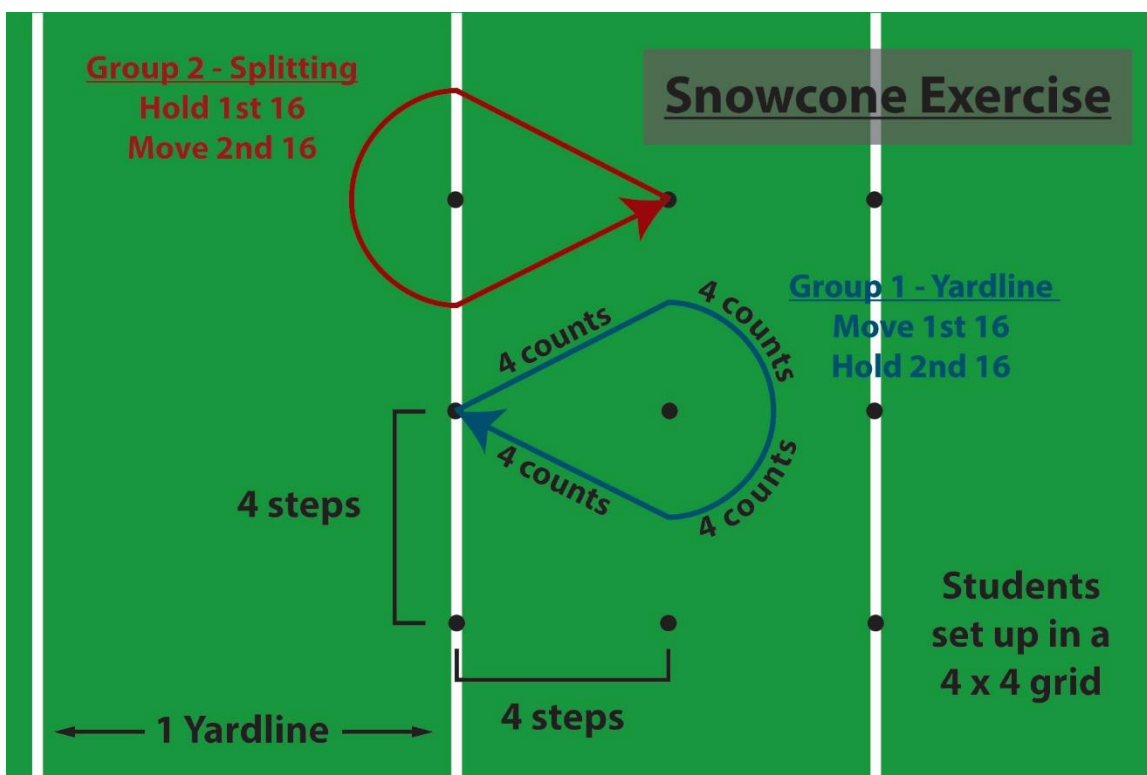 Group 2 - Splitting
Hold 1st 16
Move 2nd 16
Snowcone Exercise
Group 1 - Yardline
Move 1st 16
Hold 2nd 16
4 counts
4 counts
4 counts
4 counts
4 steps
4 steps
1 Yardline
Students
set up in a
4 x 4 grid